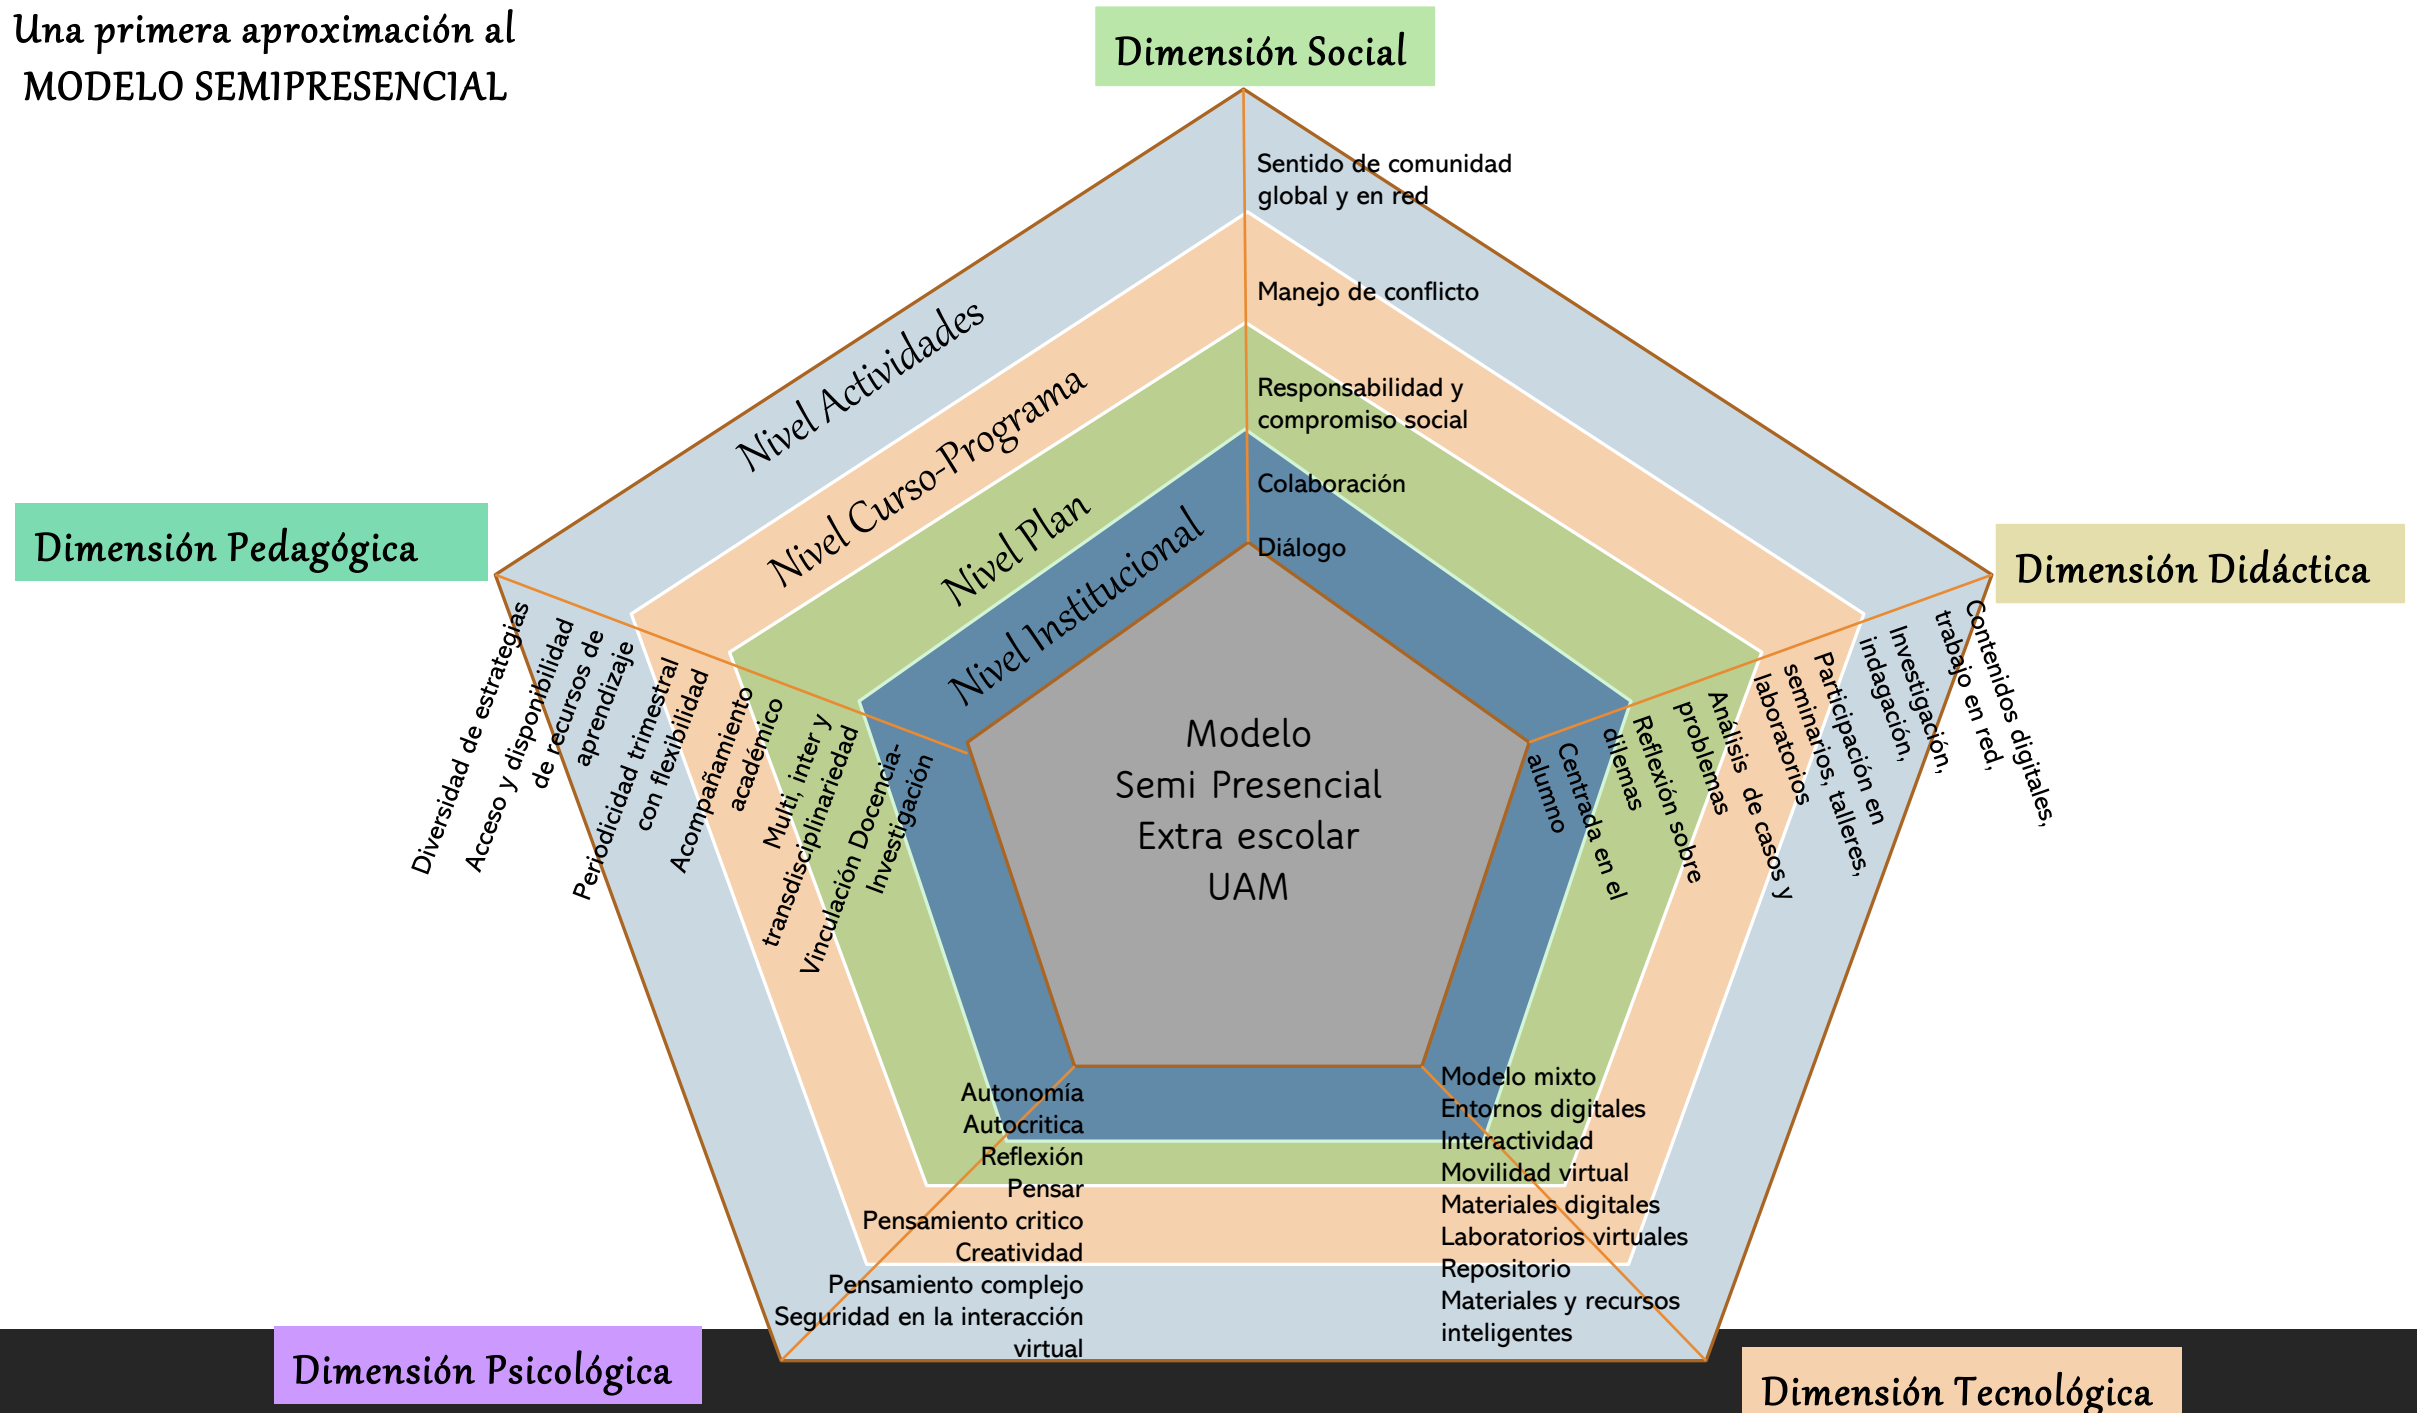 Una primera aproximación al
MODELO SEMIPRESENCIAL
Dimensión Social
Sentido de comunidad
global y en red
Manejo de conflicto
Responsabilidad y
compromiso social
Colaboración
Diálogo
Nivel Actividades
Nivel Curso-Programa
Nivel Plan
Nivel Institucional
Dimensión Pedagógica
Diversidad de estrategias
Acceso y disponibilidad
de recursos de
aprendizaje
Periodicidad trimestral
con flexibilidad
Acompañamiento
académico
Multi, inter y
transdisciplinariedad
Vinculación Docencia-
Investigación
Modelo
Semi Presencial
Extra escolar
UAM
Dimensión Didáctica
Contenidos digitales,
trabajo en red,
Investigación,
indagación,
Participación en
seminarios, talleres,
laboratorios
Análisis de casos y
problemas
Reflexión sobre
dilemas
Centrada en el
alumno
Autonomía
Autocritica
Reflexión
Pensar
Pensamiento critico
Creatividad
Pensamiento complejo
Seguridad en la interacción
virtual
Dimensión Psicológica
Modelo mixto
Entornos digitales
Interactividad
Movilidad virtual
Materiales digitales
Laboratorios virtuales
Repositorio
Materiales y recursos
inteligentes
Dimensión Tecnológica